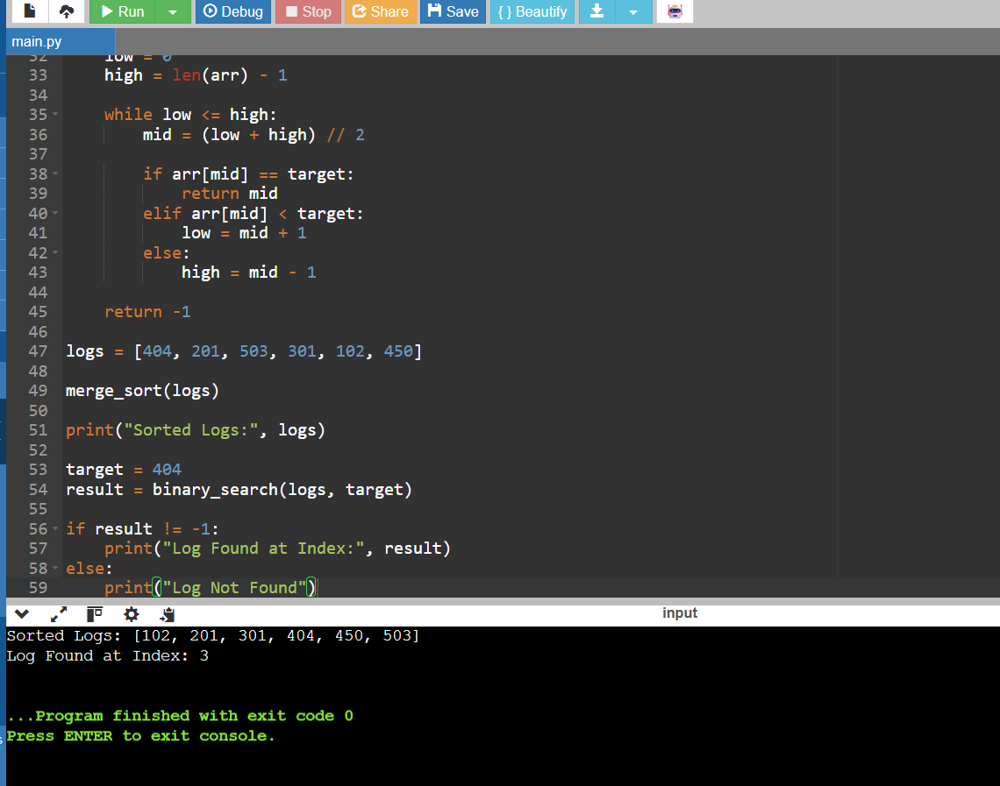 Run Debug Stop Share Save { } Beautify
main.py
32     low = 0
33     high = len(arr) - 1
34
35     while low <= high:
36         mid = (low + high) // 2
37
38         if arr[mid] == target:
39             return mid
40         elif arr[mid] < target:
41             low = mid + 1
42         else:
43             high = mid - 1
44
45     return -1
46
47 logs = [404, 201, 503, 301, 102, 450]
48
49 merge_sort(logs)
50
51 print("Sorted Logs:", logs)
52
53 target = 404
54 result = binary_search(logs, target)
55
56 if result != -1:
57     print("Log Found at Index:", result)
58 else:
59     print("Log Not Found")
input
Sorted Logs: [102, 201, 301, 404, 450, 503]
Log Found at Index: 3
...Program finished with exit code 0
Press ENTER to exit console.